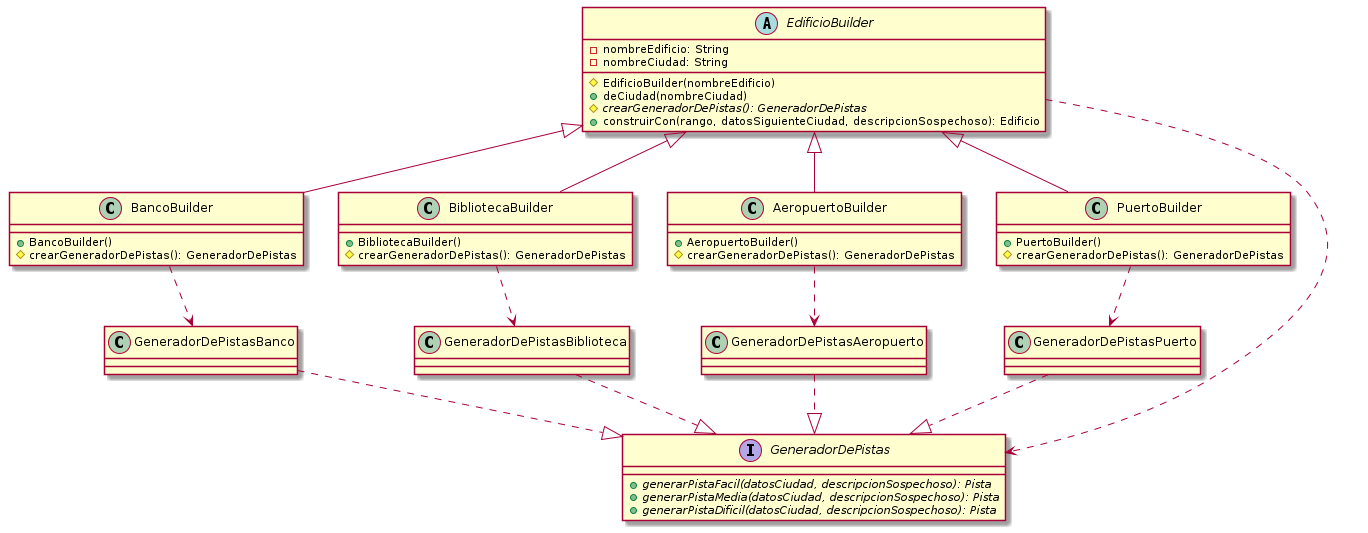 A EdificioBuilder
nombreEdificio: String
nombreCiudad: String
EdificioBuilder(nombreEdificio)
deCiudad(nombreCiudad)
crearGeneradorDePistas(): GeneradorDePistas
construirCon(rango, datosSiguienteCiudad, descripcionSospechoso): Edificio
C BancoBuilder
BancoBuilder()
crearGeneradorDePistas(): GeneradorDePistas
C BibliotecaBuilder
BibliotecaBuilder()
crearGeneradorDePistas(): GeneradorDePistas
C AeropuertoBuilder
AeropuertoBuilder()
crearGeneradorDePistas(): GeneradorDePistas
C PuertoBuilder
PuertoBuilder()
crearGeneradorDePistas(): GeneradorDePistas
C GeneradorDePistasBanco
C GeneradorDePistasBiblioteca
C GeneradorDePistasAeropuerto
C GeneradorDePistasPuerto
I GeneradorDePistas
generarPistaFacil(datosCiudad, descripcionSospechoso): Pista
generarPistaMedia(datosCiudad, descripcionSospechoso): Pista
generarPistaDificil(datosCiudad, descripcionSospechoso): Pista